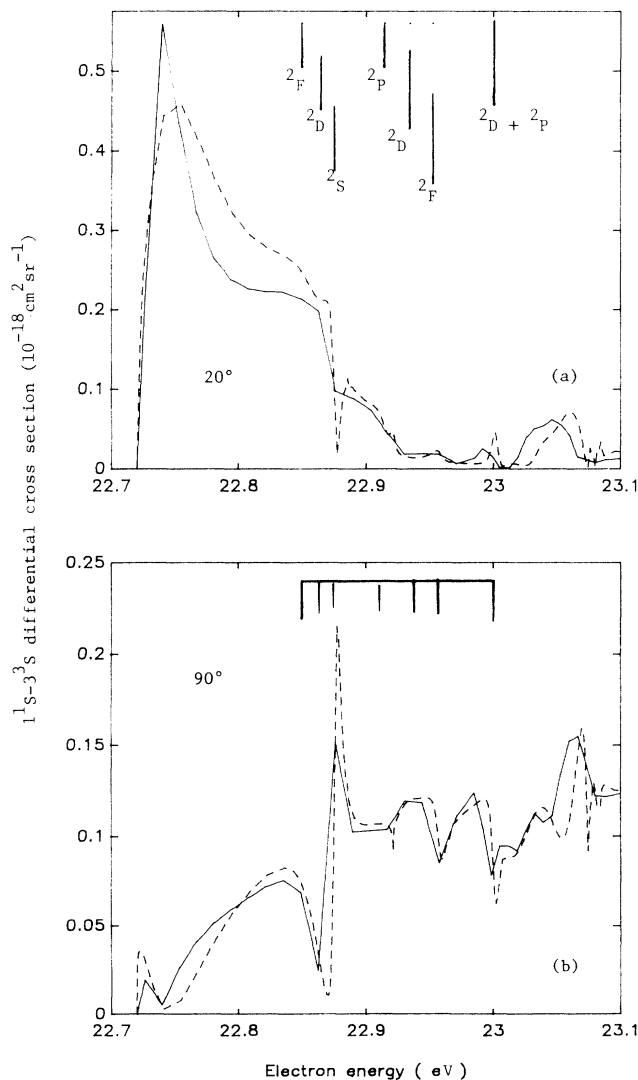 1¹S-3³S differential cross section (10⁻¹⁸ cm² sr⁻¹)
0.5
0.4
0.3
0.2
0.1
0
²F
²D
²S
²P
²D
²F
²D + ²P
20°
(a)
22.7
22.8
22.9
23
23.1
0.25
0.2
0.15
0.1
0.05
0
90°
(b)
22.7
22.8
22.9
23
23.1
Electron energy ( eV )